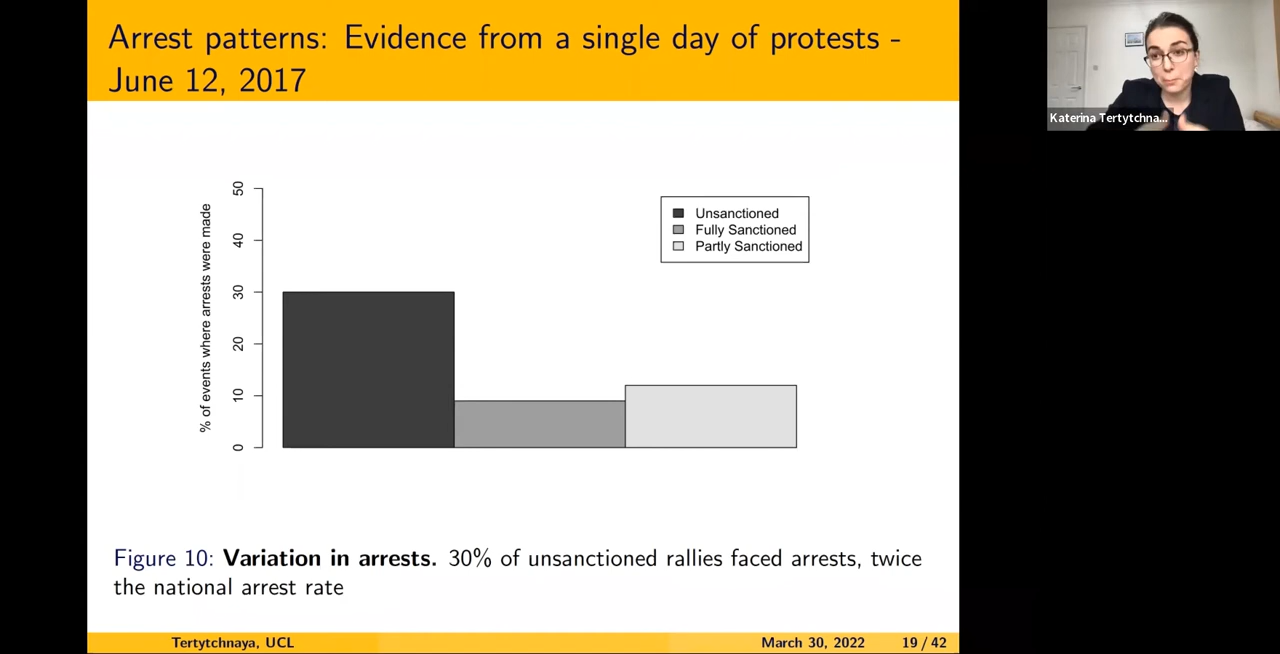 Arrest patterns: Evidence from a single day of protests -
June 12, 2017
Katerina Tertytchna...
% of events where arrests were made
50
40
30
20
10
0
Unsanctioned
Fully Sanctioned
Partly Sanctioned
Figure 10: Variation in arrests. 30% of unsanctioned rallies faced arrests, twice
the national arrest rate
Tertytchnaya, UCL
March 30, 2022
19 / 42